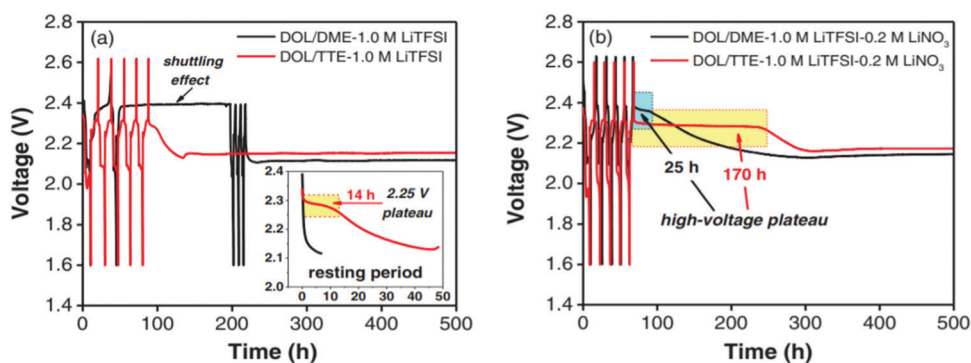 (a)
DOL/DME-1.0 M LiTFSI
DOL/TTE-1.0 M LiTFSI
shuttling
effect
2.8
2.6
2.4
2.2
2.0
1.8
1.6
1.4
Voltage (V)
0
100
200
300
400
500
Time (h)
2.4
2.3
2.2
2.1
2.0
14 h
2.25 V
plateau
resting period
0 10 20 30 40 50
(b)
DOL/DME-1.0 M LiTFSI-0.2 M LiNO₃
DOL/TTE-1.0 M LiTFSI-0.2 M LiNO₃
2.8
2.6
2.4
2.2
2.0
1.8
1.6
1.4
Voltage (V)
25 h
170 h
high-voltage plateau
0
100
200
300
400
500
Time (h)